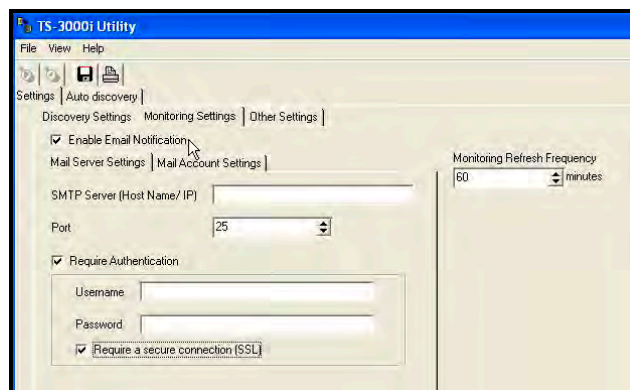 TS-3000i Utility
File View Help
Settings Auto discovery
Discovery Settings Monitoring Settings Other Settings
Enable Email Notification
Mail Server Settings Mail Account Settings
Monitoring Refresh Frequency
60 minutes
SMTP Server (Host Name/ IP)
Port 25
Require Authentication
Username
Password
Require a secure connection (SSL)